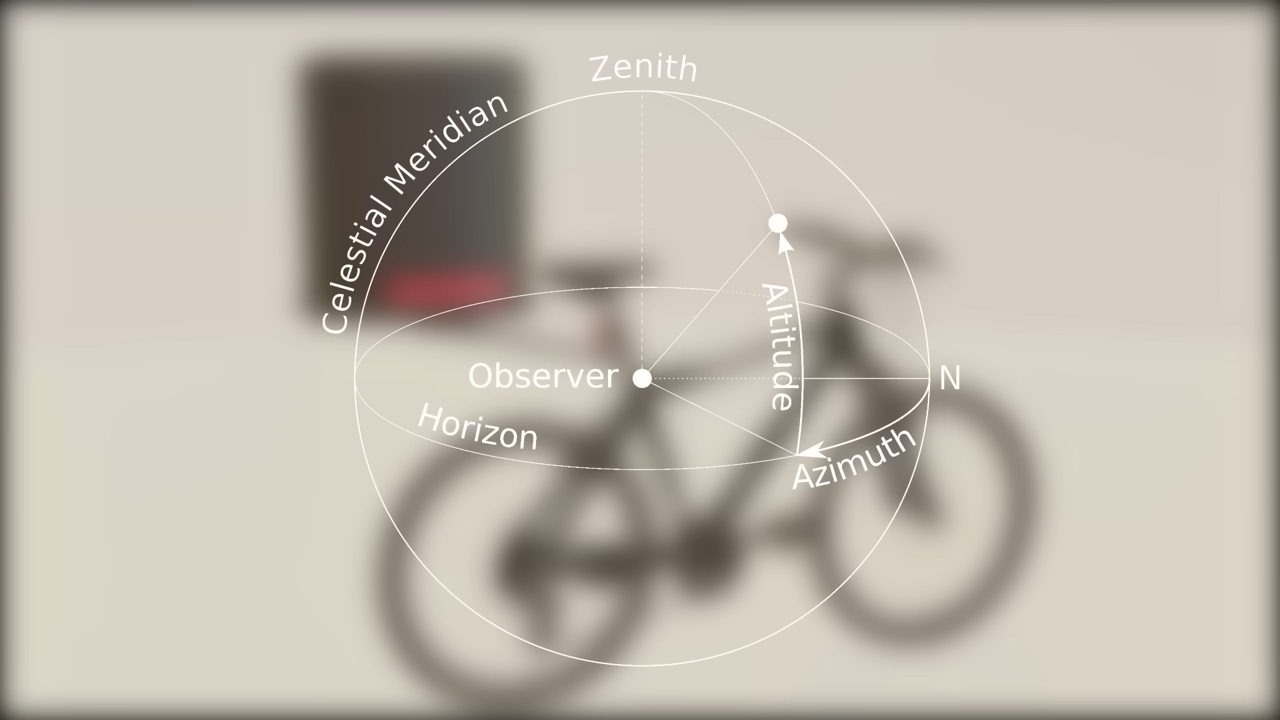 Zenith
Celestial Meridian
Altitude
Observer
N
Horizon
Azimuth